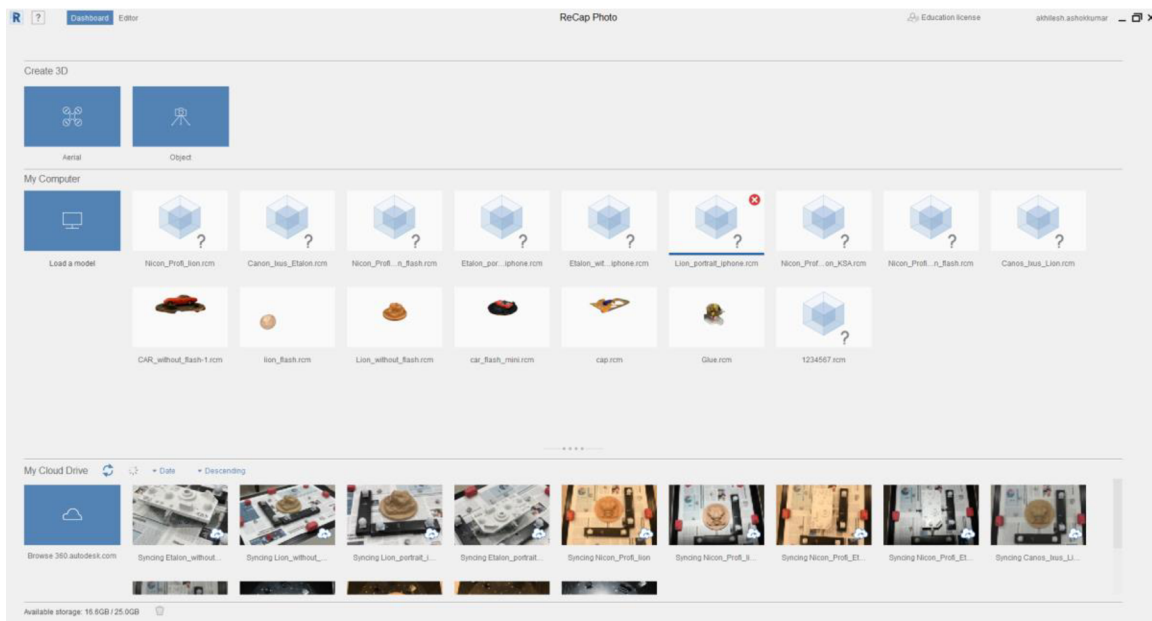 R ? Dashboard Editor ReCap Photo Education license akhilesh.ashokkumar
Create 3D
Aerial Object
My Computer
Load a model Nicon_Profi_lion.rcm Canon_Ixus_Etalon.rcm Nicon_Profi...n_flash.rcm Etalon_por...iphone.rcm Etalon_wit...iphone.rcm Lion_portrait_iphone.rcm Nicon_Prof...on_KSA.rcm Nicon_Profi...n_flash.rcm Canos_Ixus_Lion.rcm
CAR_without_flash-1.rcm lion_flash.rcm Lion_without_flash.rcm car_flash_mini.rcm cap.rcm Glue.rcm 1234567.rcm
My Cloud Drive Date Descending
Browse 360.autodesk.com Syncing Etalon_without... Syncing Lion_without_... Syncing Lion_portrait_i... Syncing Etalon_portrait... Syncing Nicon_Profi_lion Syncing Nicon_Profi_li... Syncing Nicon_Profi_Et... Syncing Nicon_Profi_Et... Syncing Canos_Ixus_Li...
Available storage: 16.6GB / 25.0GB